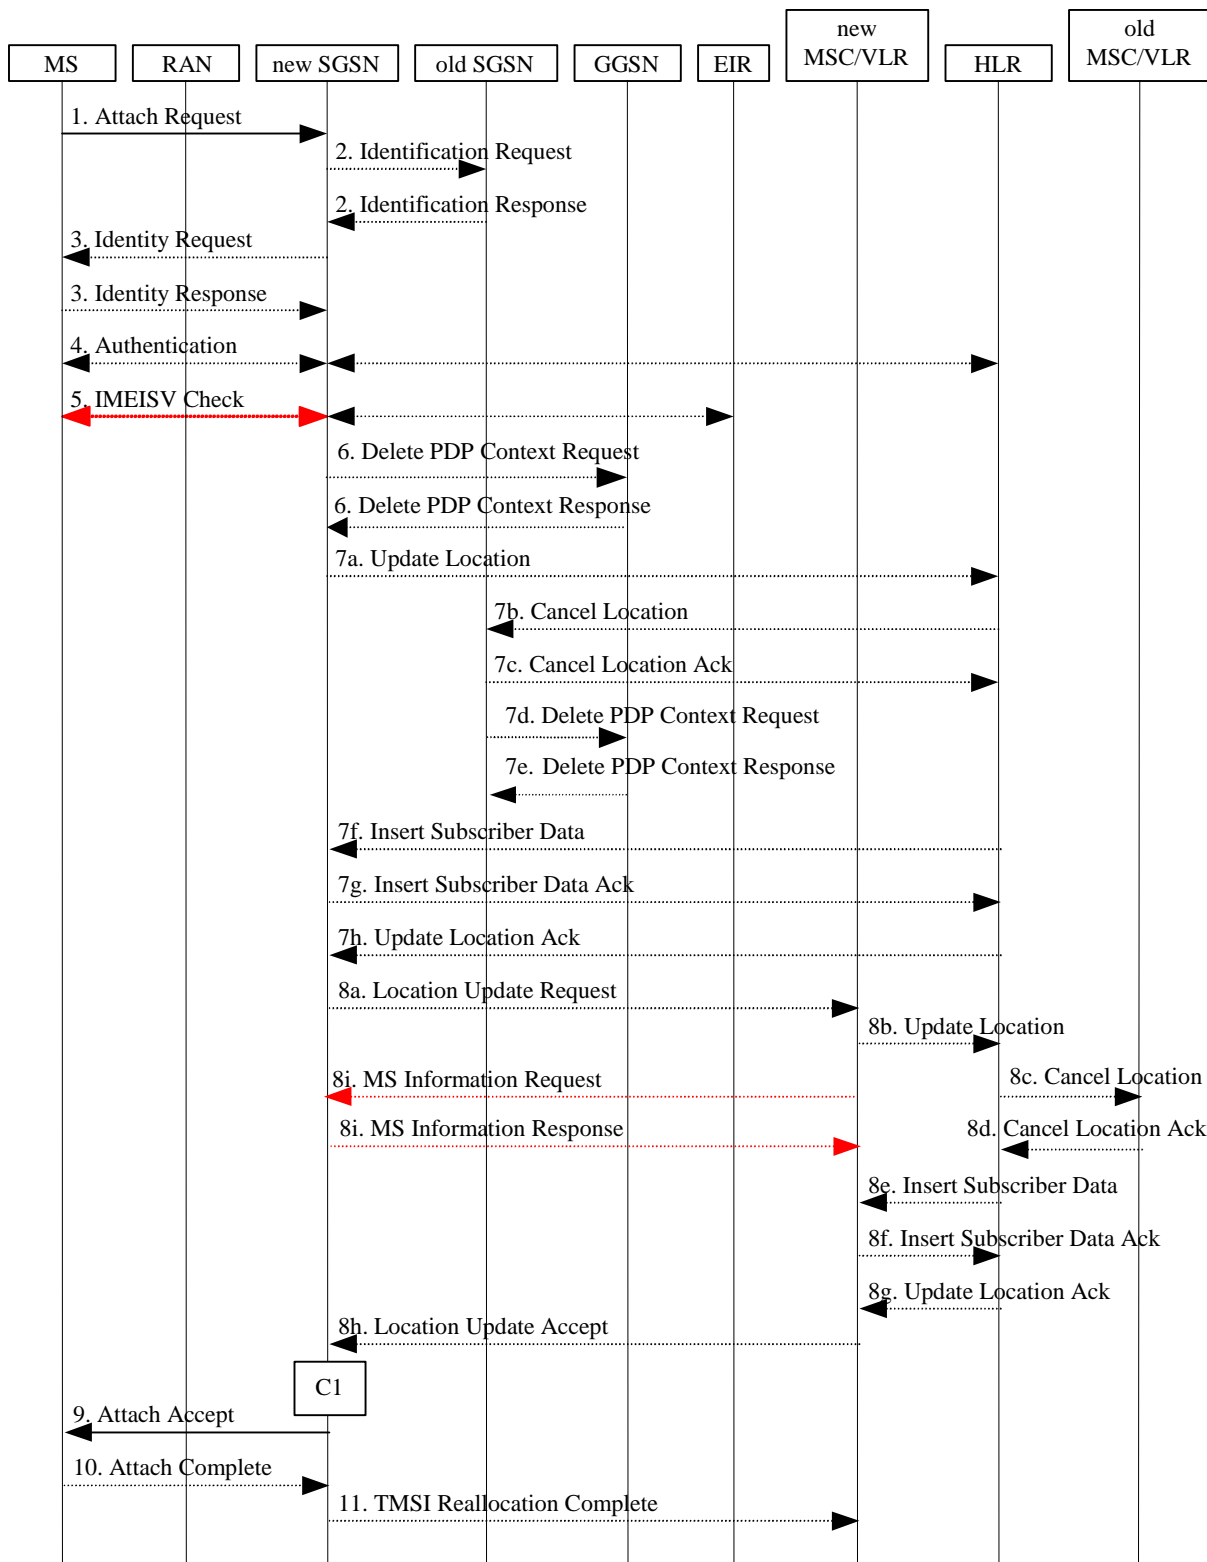 new
MSC/VLR
old
MSC/VLR
MS
RAN
new SGSN
old SGSN
GGSN
EIR
HLR
1. Attach Request
2. Identification Request
2. Identification Response
3. Identity Request
3. Identity Response
4. Authentication
5. IMEISV Check
6. Delete PDP Context Request
6. Delete PDP Context Response
7a. Update Location
7b. Cancel Location
7c. Cancel Location Ack
7d. Delete PDP Context Request
7e. Delete PDP Context Response
7f. Insert Subscriber Data
7g. Insert Subscriber Data Ack
7h. Update Location Ack
8a. Location Update Request
8b. Update Location
8i. MS Information Request
8c. Cancel Location
8i. MS Information Response
8d. Cancel Location Ack
8e. Insert Subscriber Data
8f. Insert Subscriber Data Ack
8g. Update Location Ack
8h. Location Update Accept
C1
9. Attach Accept
10. Attach Complete
11. TMSI Reallocation Complete